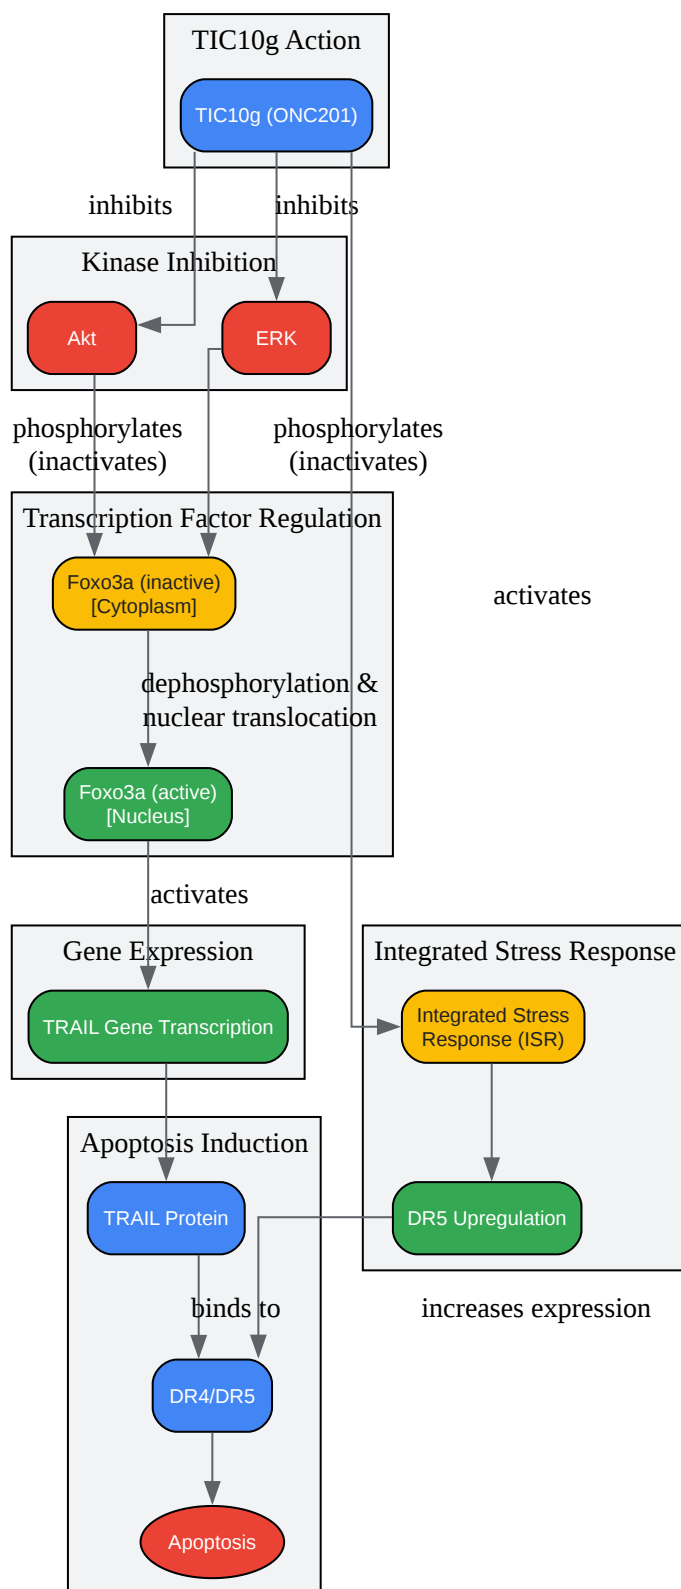 TIC10g Action
TIC10g (ONC201)
inhibits
inhibits
Kinase Inhibition
Akt
ERK
phosphorylates
(inactivates)
phosphorylates
(inactivates)
Transcription Factor Regulation
Foxo3a (inactive)
[Cytoplasm]
activates
dephosphorylation &
nuclear translocation
Foxo3a (active)
[Nucleus]
activates
Gene Expression
Integrated Stress Response
TRAIL Gene Transcription
Integrated Stress
Response (ISR)
Apoptosis Induction
TRAIL Protein
DR5 Upregulation
binds to
increases expression
DR4/DR5
Apoptosis